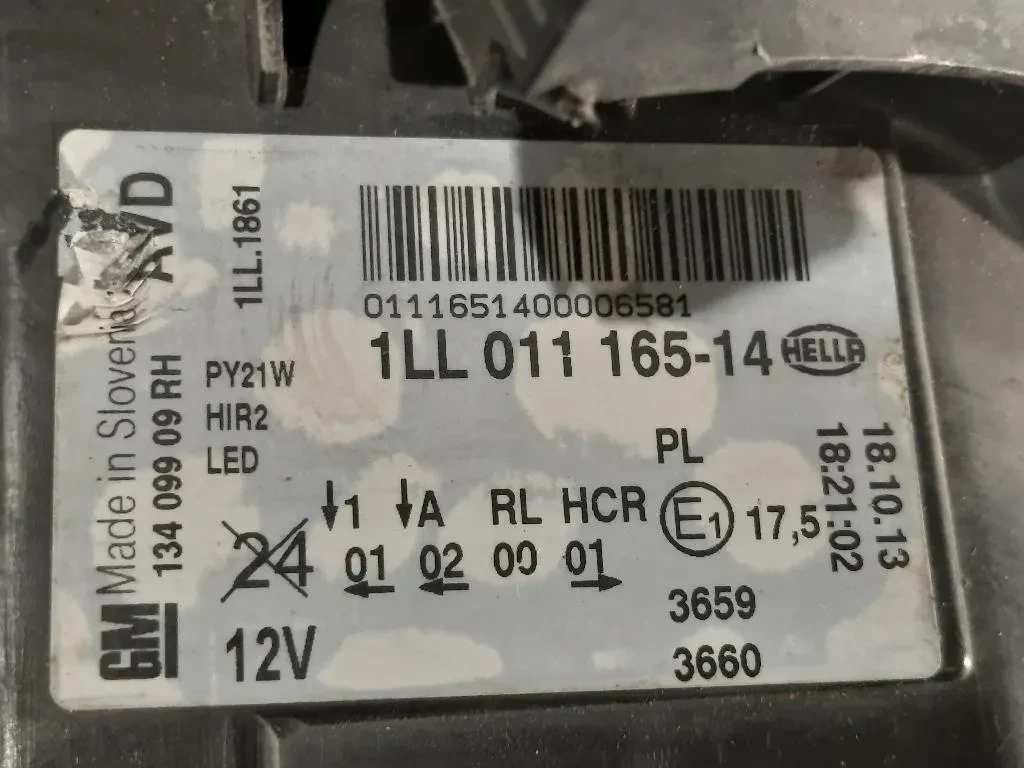 AVD
Made in Slovenia
134 099 09 RH
GM
1LL.1861
0111651400006581
1LL 011 165-14 HELLA
PY21W
HIR2
LED
PL
18.10.13
18:21:02
↓1 ↓A RL HCR E1 17,5
24 01 02 00 01
3659
12V
3660